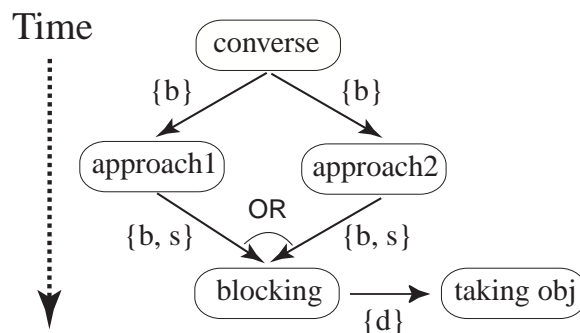 Time
converse
{b}
{b}
approach1
approach2
OR
{b, s}
{b, s}
blocking
taking obj
{d}